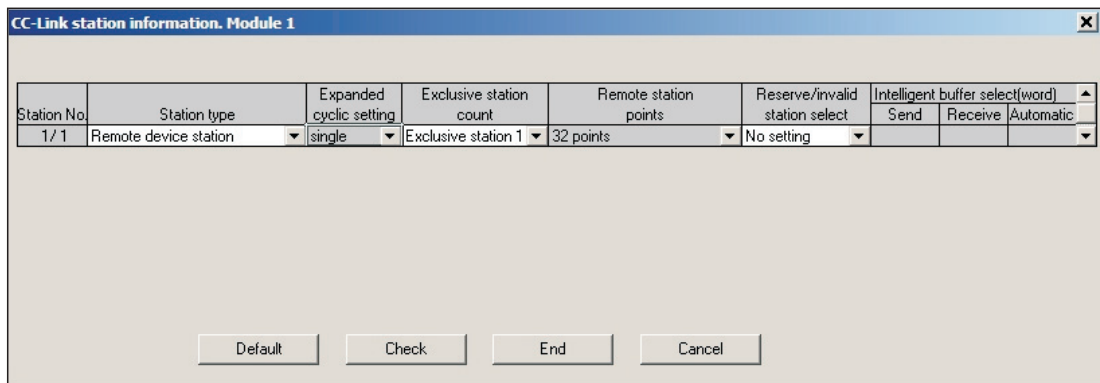 CC-Link station information. Module 1
Station No. Station type Expanded cyclic setting Exclusive station count Remote station points Reserve/invalid station select Intelligent buffer select(word)
Send Receive Automatic
1/ 1 Remote device station single Exclusive station 1 32 points No setting
Default Check End Cancel